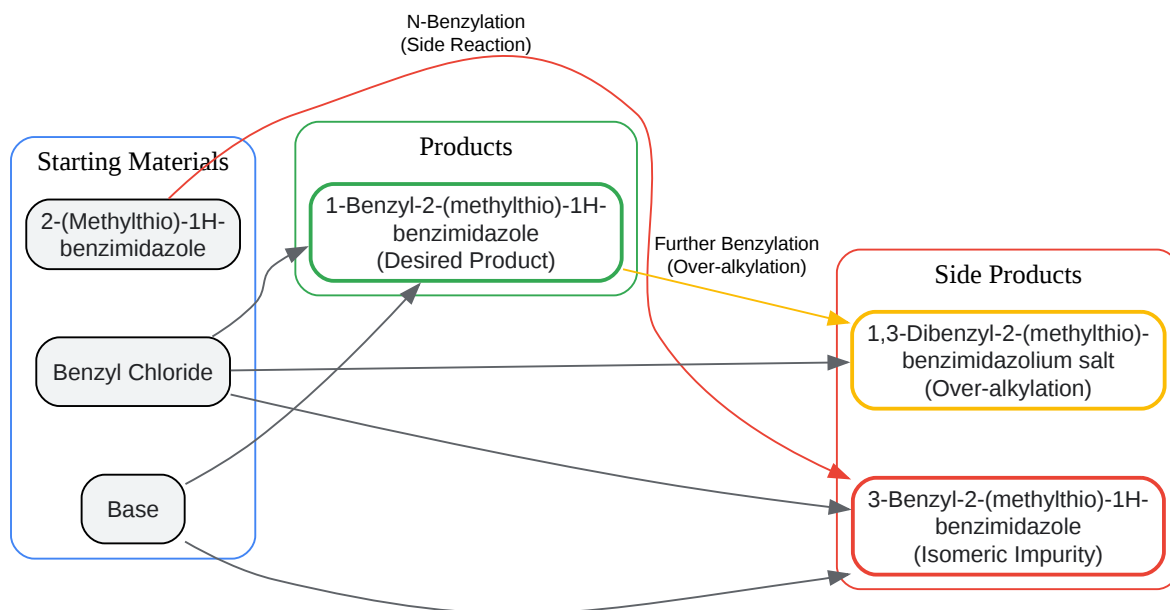 N-Benzylation
(Side Reaction)
Starting Materials
2-(Methylthio)-1H-
benzimidazole
Benzyl Chloride
Base
Products
1-Benzyl-2-(methylthio)-1H-
benzimidazole
(Desired Product)
Further Benzylation
(Over-alkylation)
Side Products
1,3-Dibenzyl-2-(methylthio)-
benzimidazolium salt
(Over-alkylation)
3-Benzyl-2-(methylthio)-1H-
benzimidazole
(Isomeric Impurity)